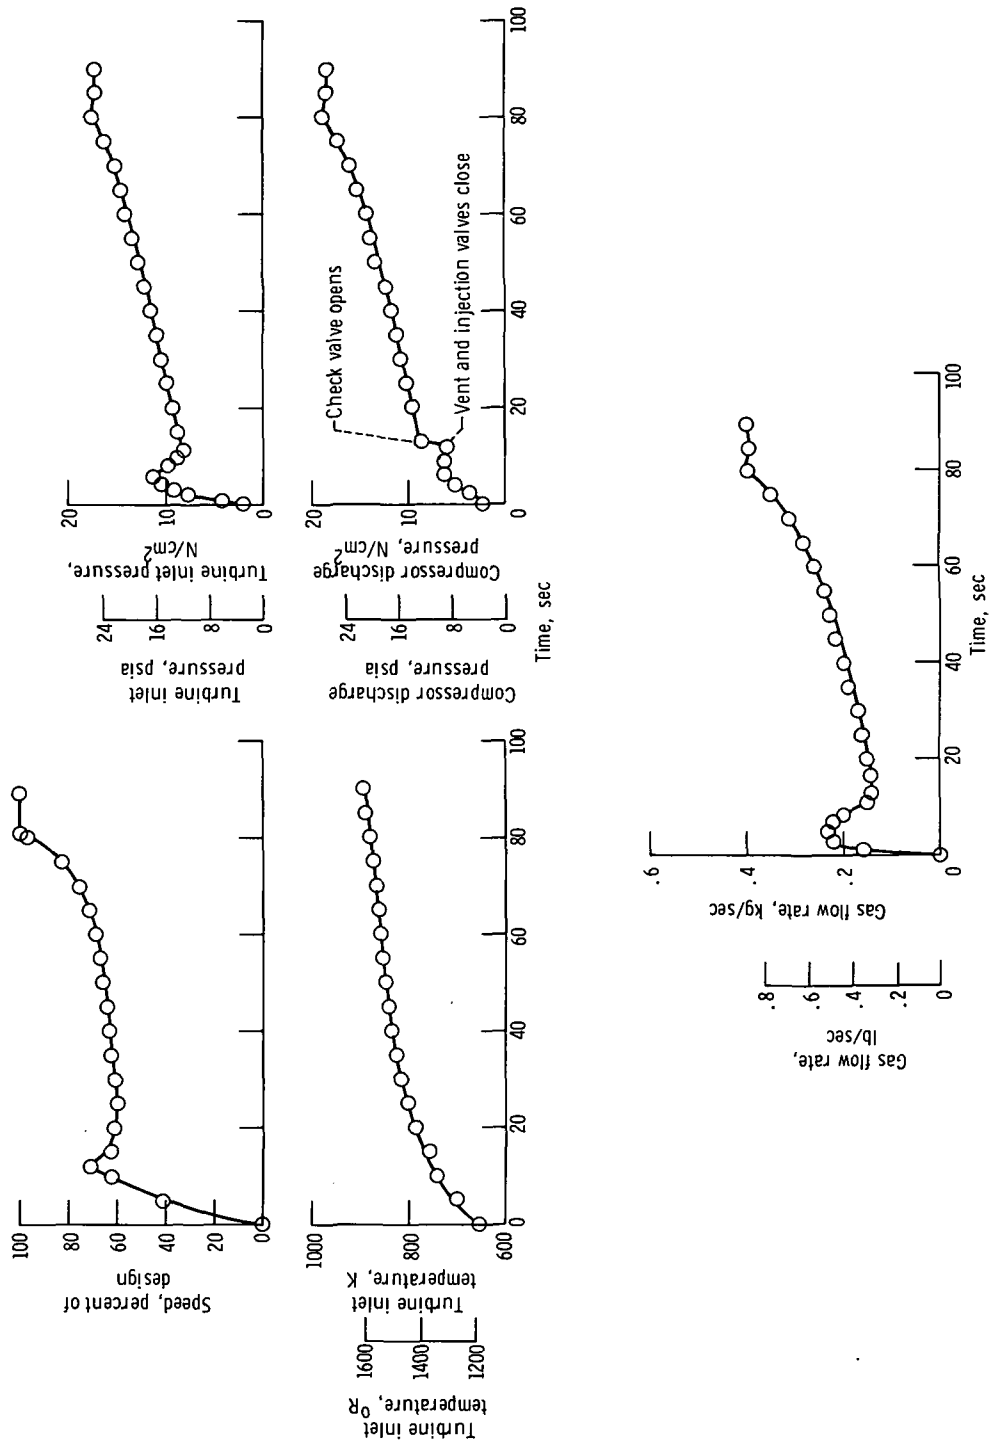 Speed, percent of
design
100
80
60
40
20
0
Turbine inlet
temperature, °R
1600
1400
1200
Turbine inlet
temperature, K
1000
800
600
0
20
40
60
80
100
Turbine inlet
pressure, psia
24
16
8
0
Turbine inlet pressure,
N/cm2
20
10
0
Compressor discharge
pressure, psia
24
16
8
0
Compressor discharge
pressure, N/cm2
20
10
0
Check valve opens
Vent and injection valves close
0
20
40
60
80
100
Time, sec
Gas flow rate,
lb/sec
.8
.6
.4
.2
0
Gas flow rate, kg/sec
.6
.4
.2
0
0
20
40
60
80
100
Time, sec